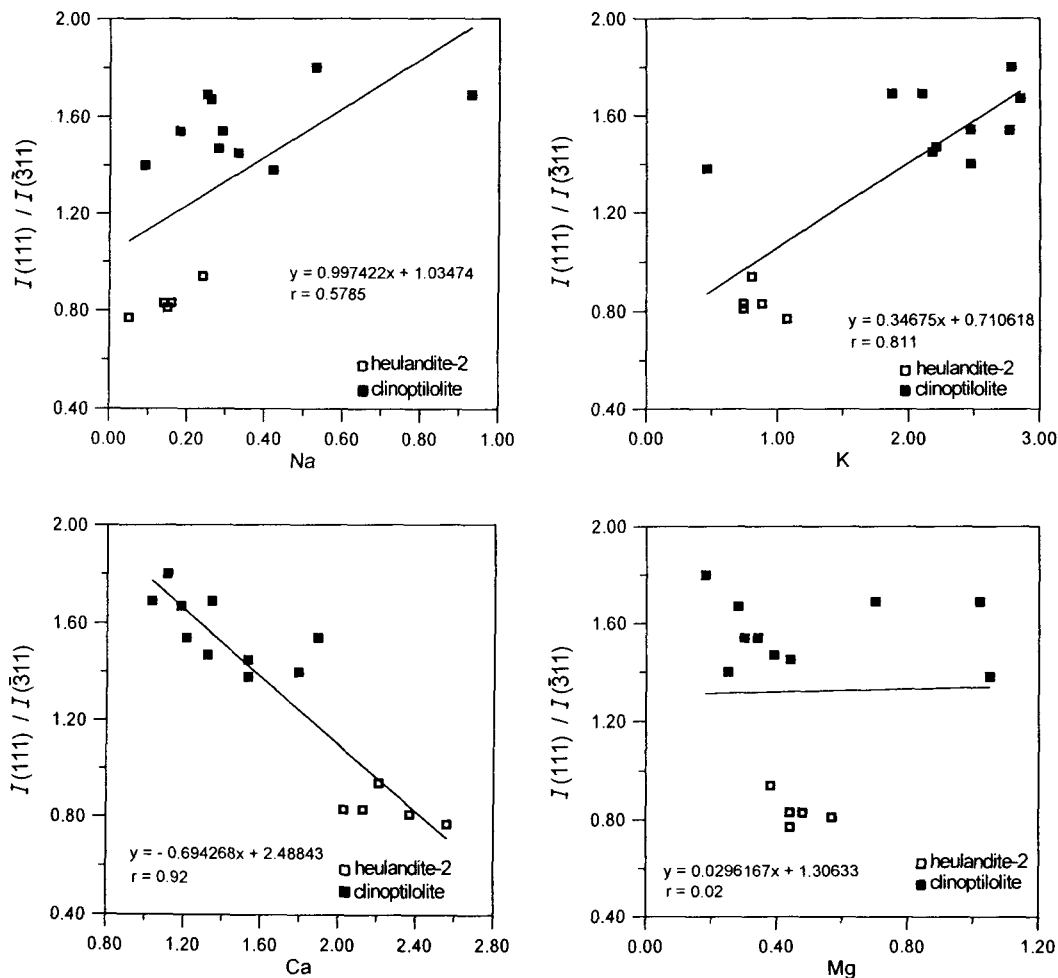 2.00
1.60
1.20
0.80
0.40
I (111) / I (3̄11)
y = 0.997422x + 1.03474
r = 0.5785
heulandite-2
clinoptilolite
0.00 0.20 0.40 0.60 0.80 1.00
Na
2.00
1.60
1.20
0.80
0.40
I (111) / I (3̄11)
y = 0.34675x + 0.710618
r = 0.811
heulandite-2
clinoptilolite
0.00 1.00 2.00 3.00
K
2.00
1.60
1.20
0.80
0.40
I (111) / I (3̄11)
y = - 0.694268x + 2.48843
r = 0.92
heulandite-2
clinoptilolite
0.80 1.20 1.60 2.00 2.40 2.80
Ca
2.00
1.60
1.20
0.80
0.40
I (111) / I (3̄11)
y = 0.0296167x + 1.30633
r = 0.02
heulandite-2
clinoptilolite
0.00 0.40 0.80 1.20
Mg